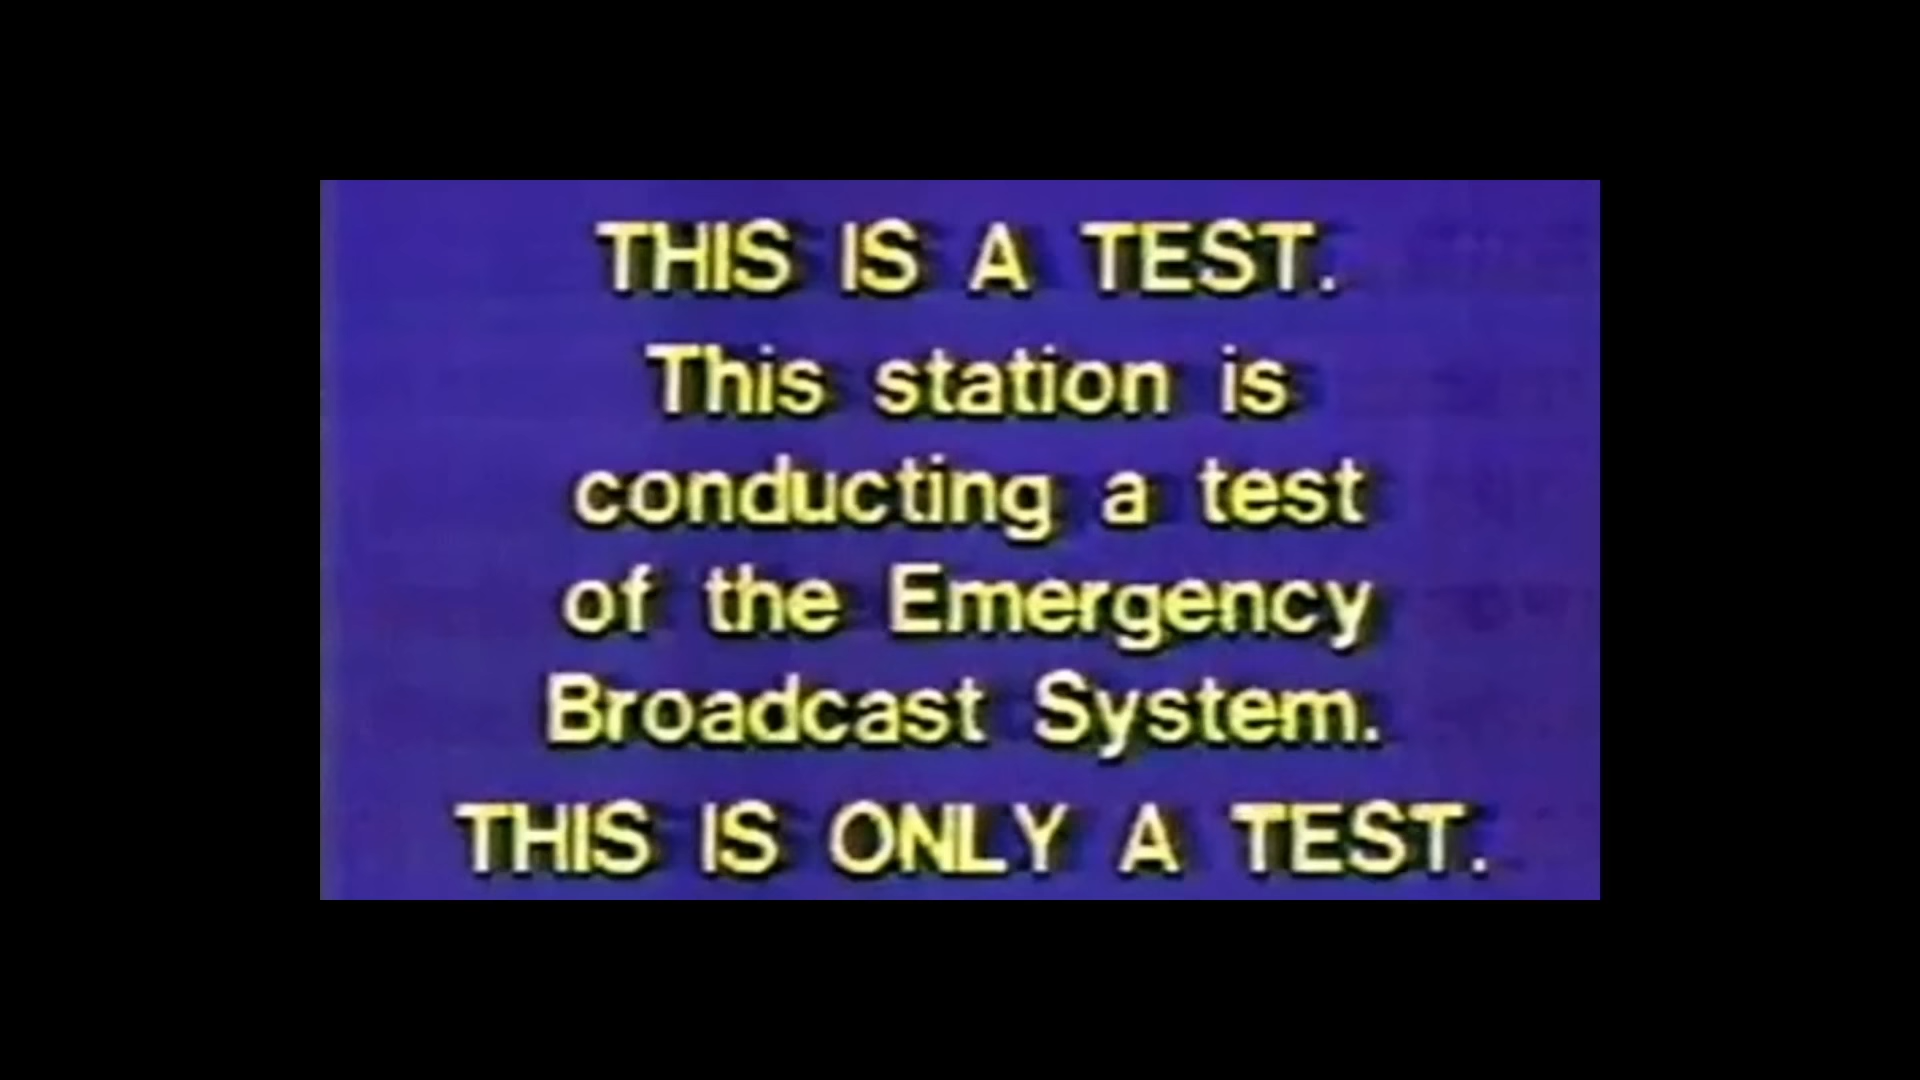 THIS IS A TEST.
This station is
conducting a test
of the Emergency
Broadcast System.
THIS IS ONLY A TEST.